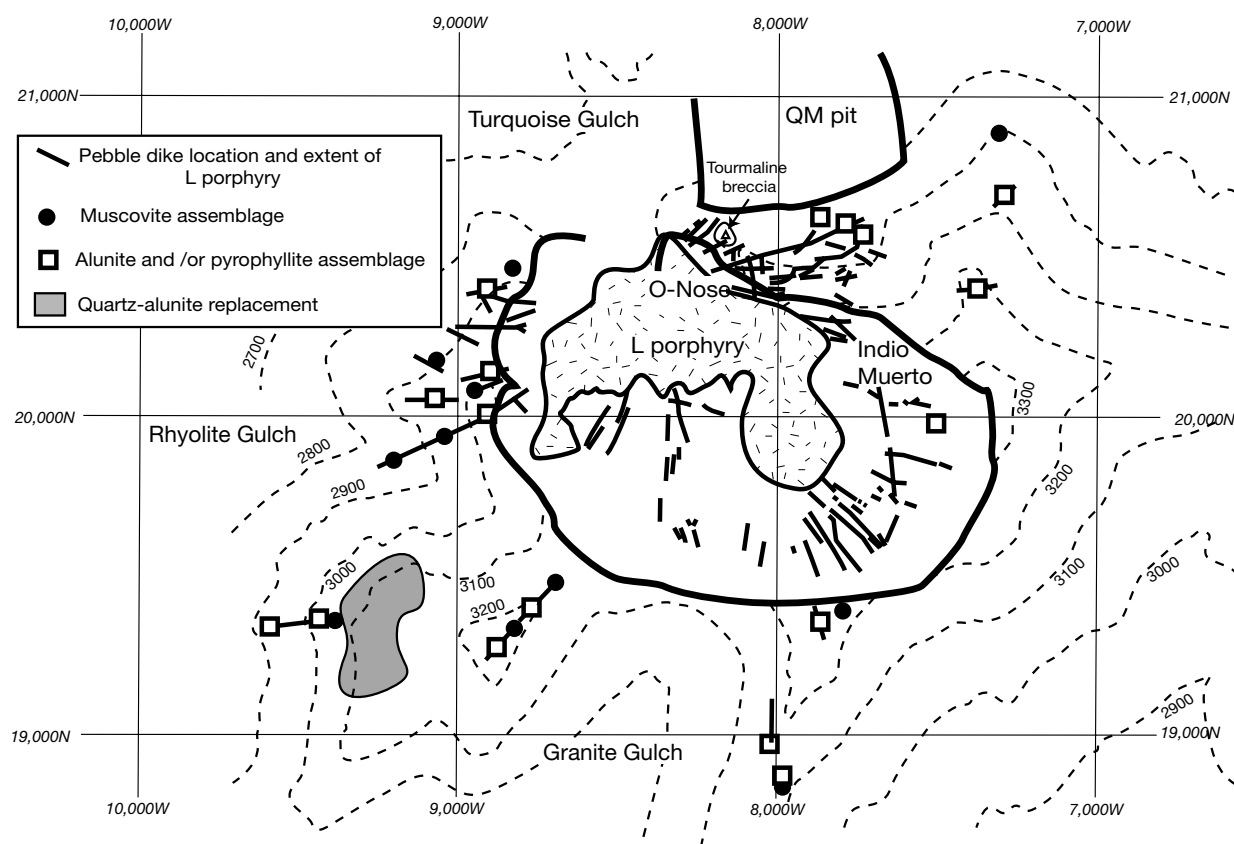 10,000W
9,000W
8,000W
7,000W
21,000N
21,000N
Turquoise Gulch
QM pit
Pebble dike location and extent of
L porphyry
Muscovite assemblage
Alunite and /or pyrophyllite assemblage
Quartz-alunite replacement
Tourmaline
breccia
O-Nose
L porphyry
Indio
Muerto
2700
3300
20,000N
20,000N
Rhyolite Gulch
2800
2900
3200
3000
3100
3200
3100
3000
2900
19,000N
19,000N
Granite Gulch
10,000W
9,000W
8,000W
7,000W